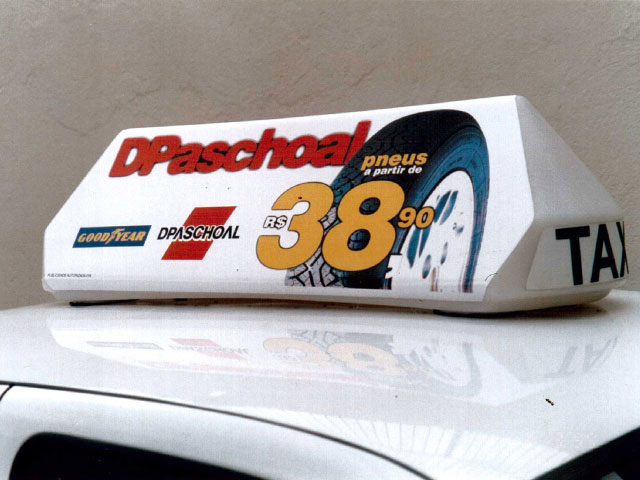 DPaschoal
pneus
a partir de
R$ 38 90
GOODYEAR
DPASCHOAL
TAX